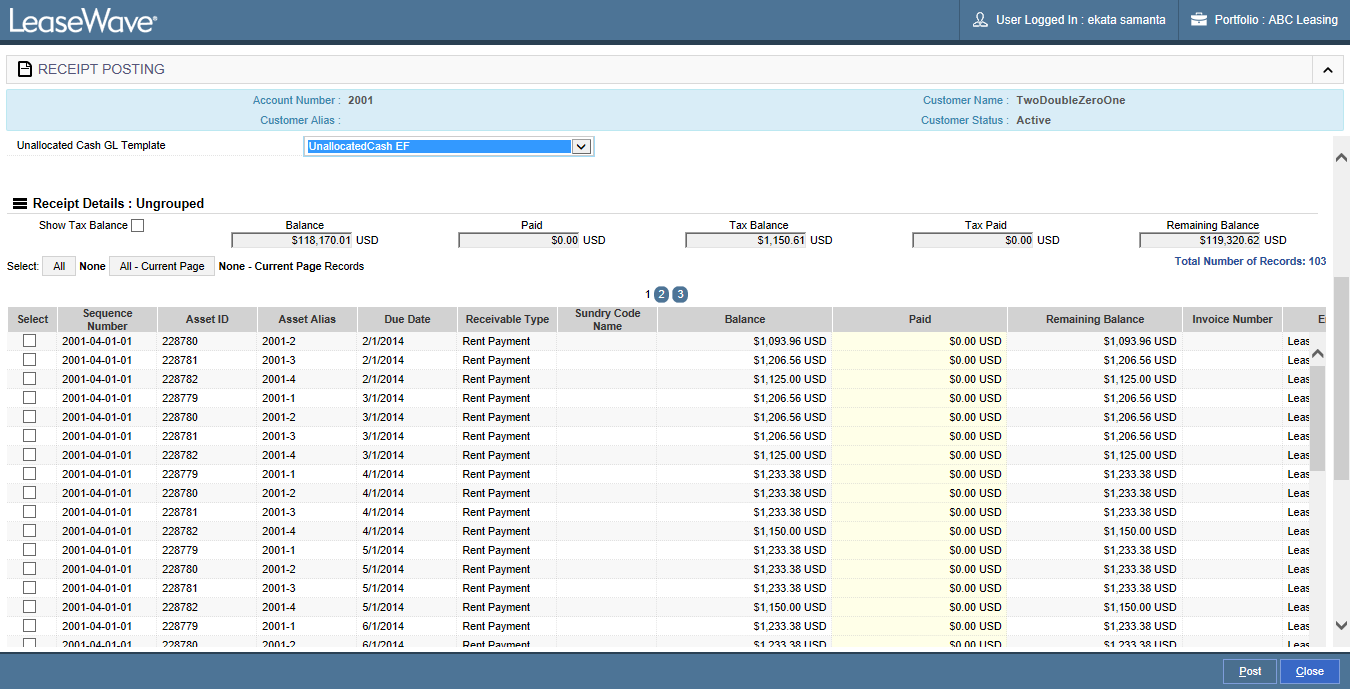 LeaseWave®
User Logged In : ekata samanta
Portfolio : ABC Leasing
RECEIPT POSTING
Account Number : 2001
Customer Name : TwoDoubleZeroOne
Customer Alias :
Customer Status : Active
Unallocated Cash GL Template UnallocatedCash EF
Receipt Details : Ungrouped
Show Tax Balance Balance Paid Tax Balance Tax Paid Remaining Balance
$118,170.01 USD $0.00 USD $1,150.61 USD $0.00 USD $119,320.62 USD
Select: All None All - Current Page None - Current Page Records
Total Number of Records: 103
1 2 3
Select Sequence Number Asset ID Asset Alias Due Date Receivable Type Sundry Code Name Balance Paid Remaining Balance Invoice Number E
2001-04-01-01 228780 2001-2 2/1/2014 Rent Payment $1,093.96 USD $0.00 USD $1,093.96 USD Leas
2001-04-01-01 228781 2001-3 2/1/2014 Rent Payment $1,206.56 USD $0.00 USD $1,206.56 USD Leas
2001-04-01-01 228782 2001-4 2/1/2014 Rent Payment $1,125.00 USD $0.00 USD $1,125.00 USD Leas
2001-04-01-01 228779 2001-1 3/1/2014 Rent Payment $1,206.56 USD $0.00 USD $1,206.56 USD Leas
2001-04-01-01 228780 2001-2 3/1/2014 Rent Payment $1,206.56 USD $0.00 USD $1,206.56 USD Leas
2001-04-01-01 228781 2001-3 3/1/2014 Rent Payment $1,206.56 USD $0.00 USD $1,206.56 USD Leas
2001-04-01-01 228782 2001-4 3/1/2014 Rent Payment $1,125.00 USD $0.00 USD $1,125.00 USD Leas
2001-04-01-01 228779 2001-1 4/1/2014 Rent Payment $1,233.38 USD $0.00 USD $1,233.38 USD Leas
2001-04-01-01 228780 2001-2 4/1/2014 Rent Payment $1,233.38 USD $0.00 USD $1,233.38 USD Leas
2001-04-01-01 228781 2001-3 4/1/2014 Rent Payment $1,233.38 USD $0.00 USD $1,233.38 USD Leas
2001-04-01-01 228782 2001-4 4/1/2014 Rent Payment $1,150.00 USD $0.00 USD $1,150.00 USD Leas
2001-04-01-01 228779 2001-1 5/1/2014 Rent Payment $1,233.38 USD $0.00 USD $1,233.38 USD Leas
2001-04-01-01 228780 2001-2 5/1/2014 Rent Payment $1,233.38 USD $0.00 USD $1,233.38 USD Leas
2001-04-01-01 228781 2001-3 5/1/2014 Rent Payment $1,233.38 USD $0.00 USD $1,233.38 USD Leas
2001-04-01-01 228782 2001-4 5/1/2014 Rent Payment $1,150.00 USD $0.00 USD $1,150.00 USD Leas
2001-04-01-01 228779 2001-1 6/1/2014 Rent Payment $1,233.38 USD $0.00 USD $1,233.38 USD Leas
2001-04-01-01 228780 2001-2 6/1/2014 Rent Payment $1,233.38 USD $0.00 USD $1,233.38 USD Leas
Post Close